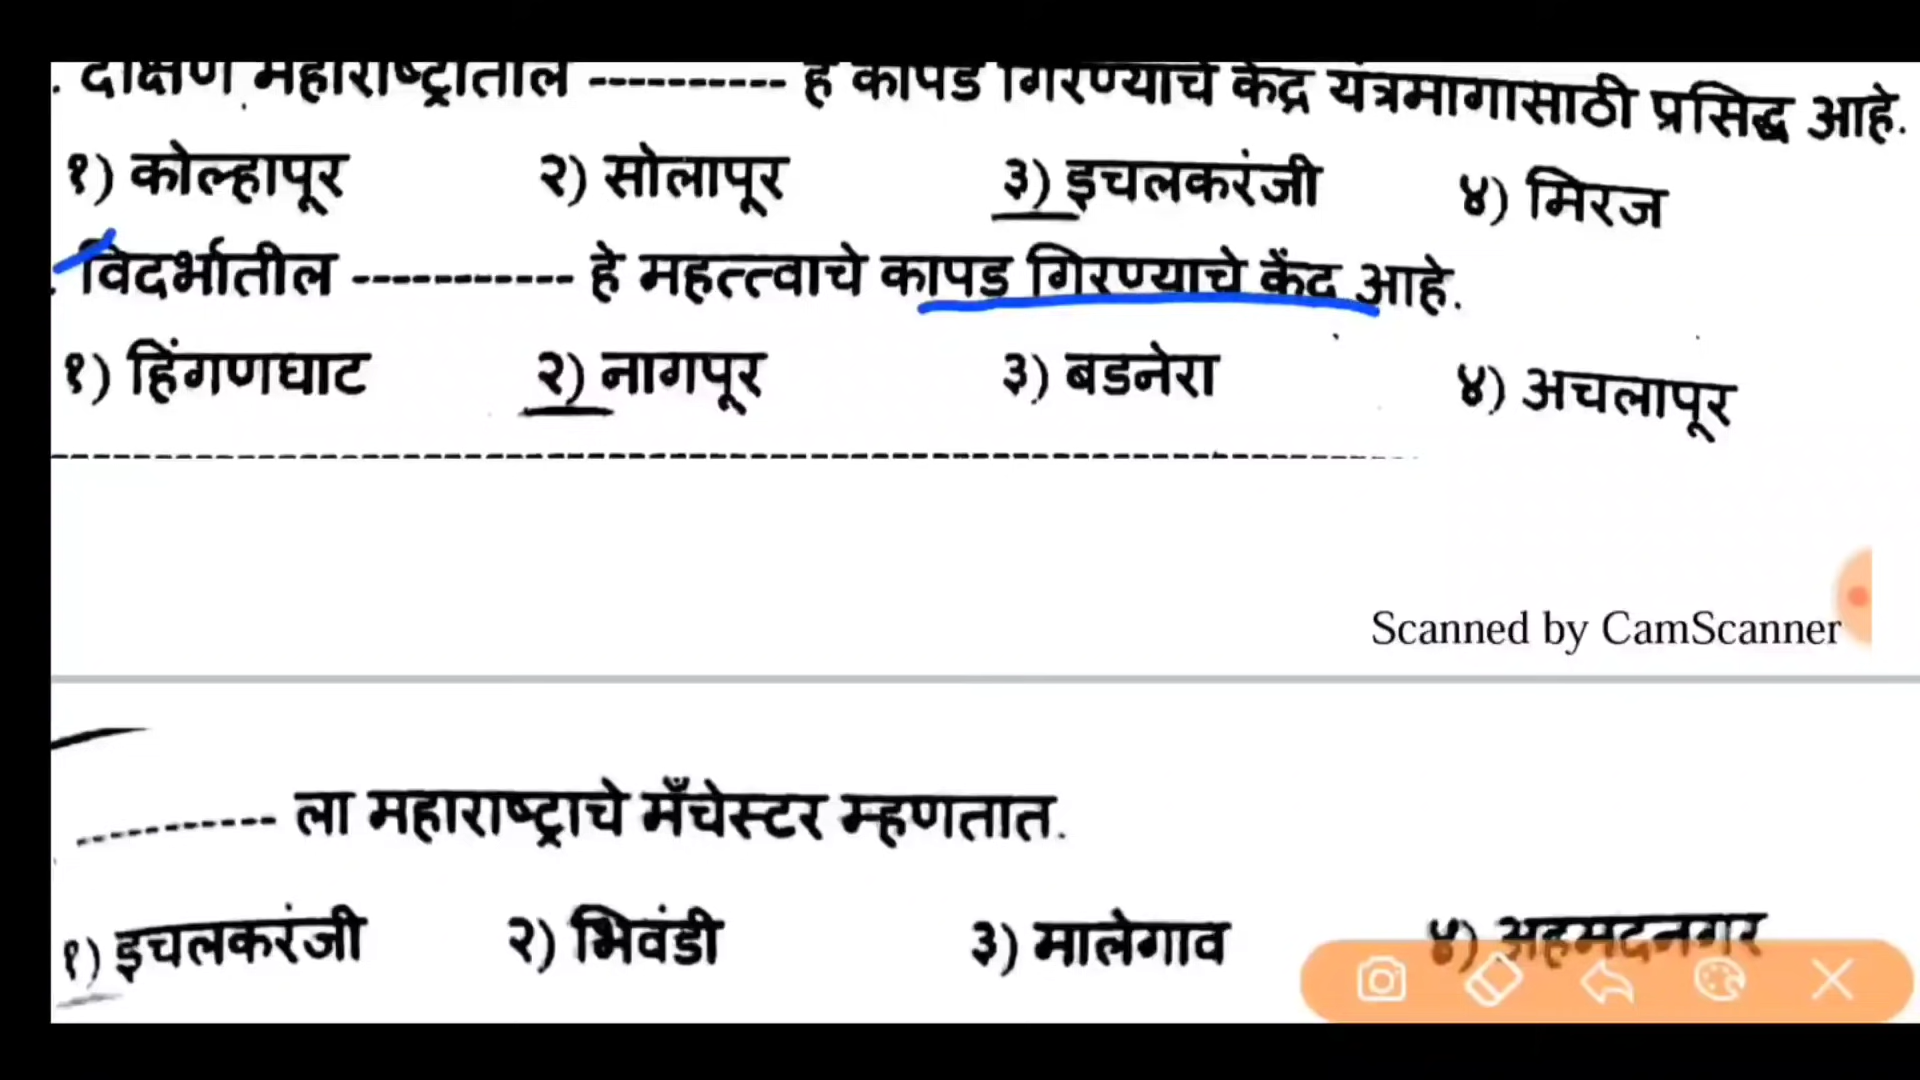 . दक्षिण महाराष्ट्रातील ---------- हे कापड गिरण्याचे केंद्र यंत्रमागासाठी प्रसिद्ध आहे.
१) कोल्हापूर २) सोलापूर ३) इचलकरंजी ४) मिरज
. विदर्भातील ----------- हे महत्त्वाचे कापड गिरण्याचे केंद्र आहे.
१) हिंगणघाट २) नागपूर ३) बडनेरा ४) अचलापूर
Scanned by CamScanner
----------- ला महाराष्ट्राचे मँचेस्टर म्हणतात.
१) इचलकरंजी २) भिवंडी ३) मालेगाव ४) अहमदनगर